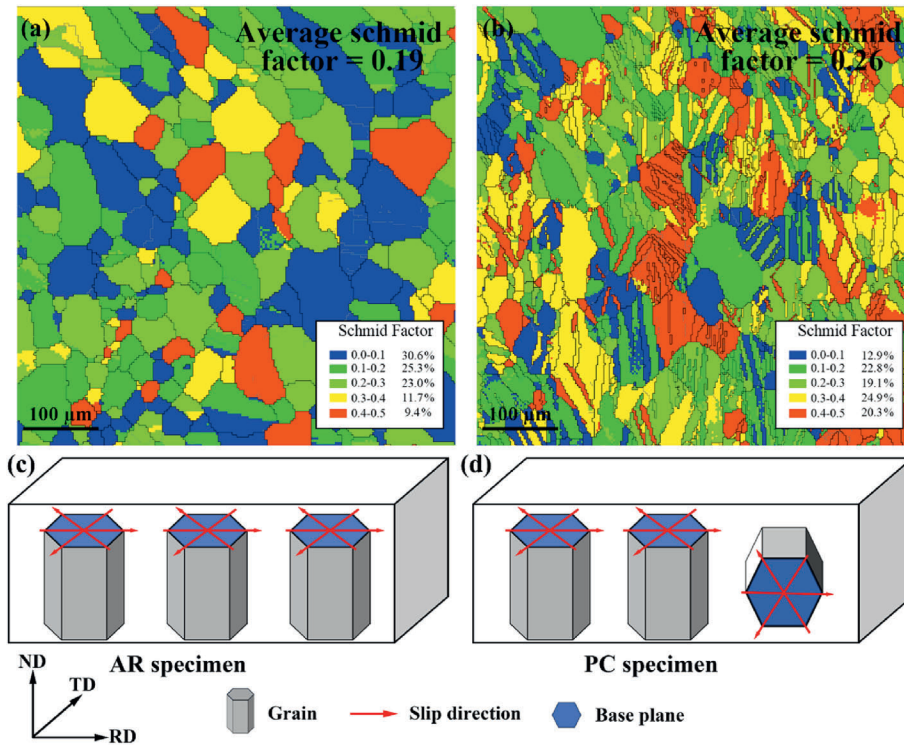 (a)
Average schmid
factor = 0.19
Schmid Factor
0.0-0.1 30.6%
0.1-0.2 25.3%
0.2-0.3 23.0%
0.3-0.4 11.7%
0.4-0.5 9.4%
100 μm
(b)
Average schmid
factor = 0.26
Schmid Factor
0.0-0.1 12.9%
0.1-0.2 22.8%
0.2-0.3 19.1%
0.3-0.4 24.9%
0.4-0.5 20.3%
100 μm
(c)
AR specimen
(d)
PC specimen
ND
TD
RD
Grain
Slip direction
Base plane